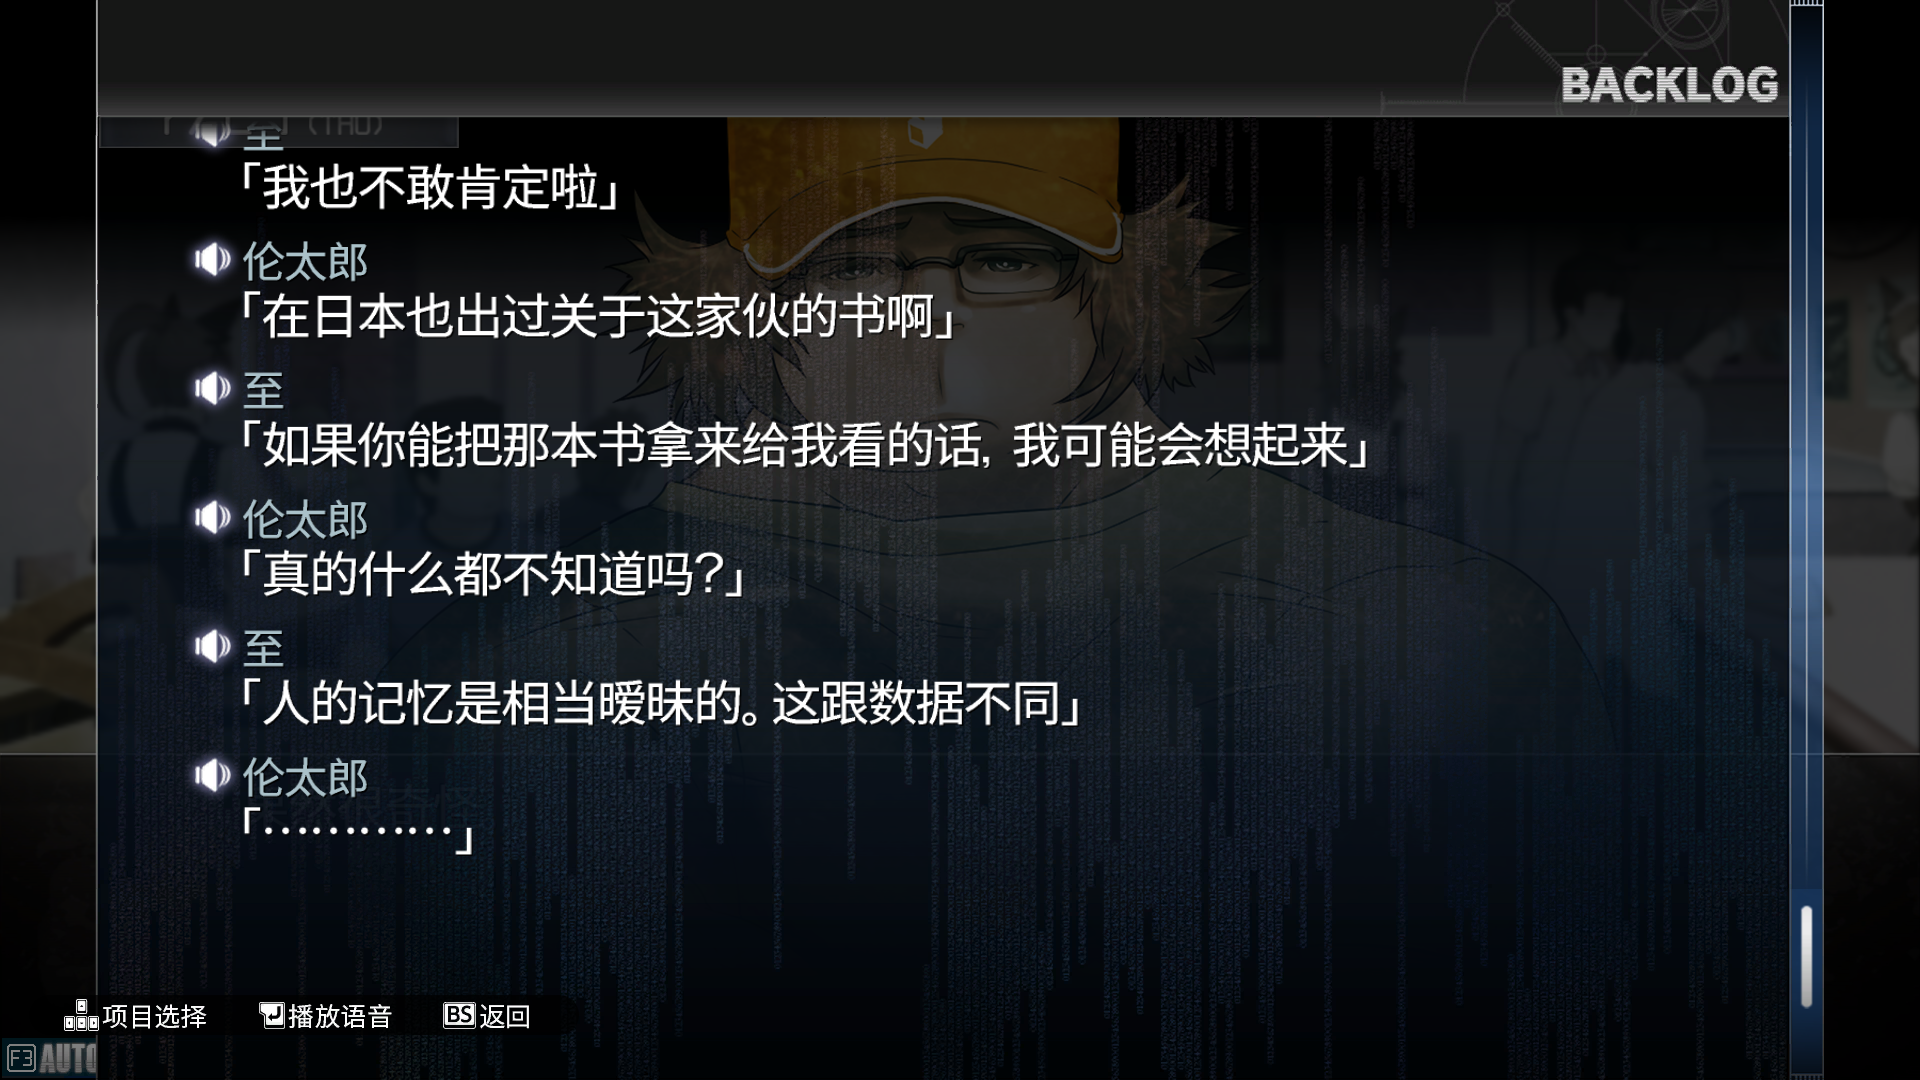 BACKLOG
(THU)
至
「我也不敢肯定啦」
伦太郎
「在日本也出过关于这家伙的书啊」
至
「如果你能把那本书拿来给我看的话，我可能会想起来」
伦太郎
「真的什么都不知道吗？」
至
「人的记忆是相当暧昧的。这跟数据不同」
伦太郎
「…………」
项目选择 播放语音 BS返回
F3 AUTO